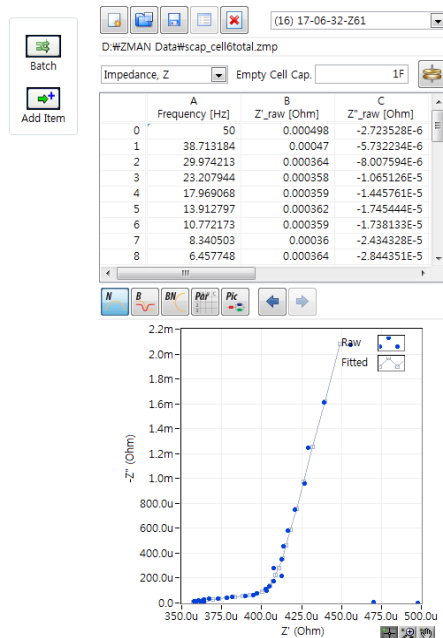 (16) 17-06-32-Z61
D:₩ZMAN Data₩scap_cell6total.zmp
Batch
Add Item
Impedance, Z
Empty Cell Cap.
1F
A
B
C
Frequency [Hz]
Z'_raw [Ohm]
Z"_raw [Ohm]
0 50 0.000498 -2.723528E-6
1 38.713184 0.00047 -5.732234E-6
2 29.974213 0.000364 -8.007594E-6
3 23.207944 0.000358 -1.065126E-5
4 17.969068 0.000359 -1.445761E-5
5 13.912797 0.000362 -1.745444E-5
6 10.772173 0.000359 -1.738133E-5
7 8.340503 0.00036 -2.434328E-5
8 6.457748 0.000364 -2.844351E-5
N B BN Par Pic
2.2m
2.0m
1.8m
1.6m
1.4m
1.2m
1.0m
800.0u
600.0u
400.0u
200.0u
0.0
-Z" (Ohm)
Raw
Fitted
350.0u 375.0u 400.0u 425.0u 450.0u 475.0u 500.0u
Z' (Ohm)